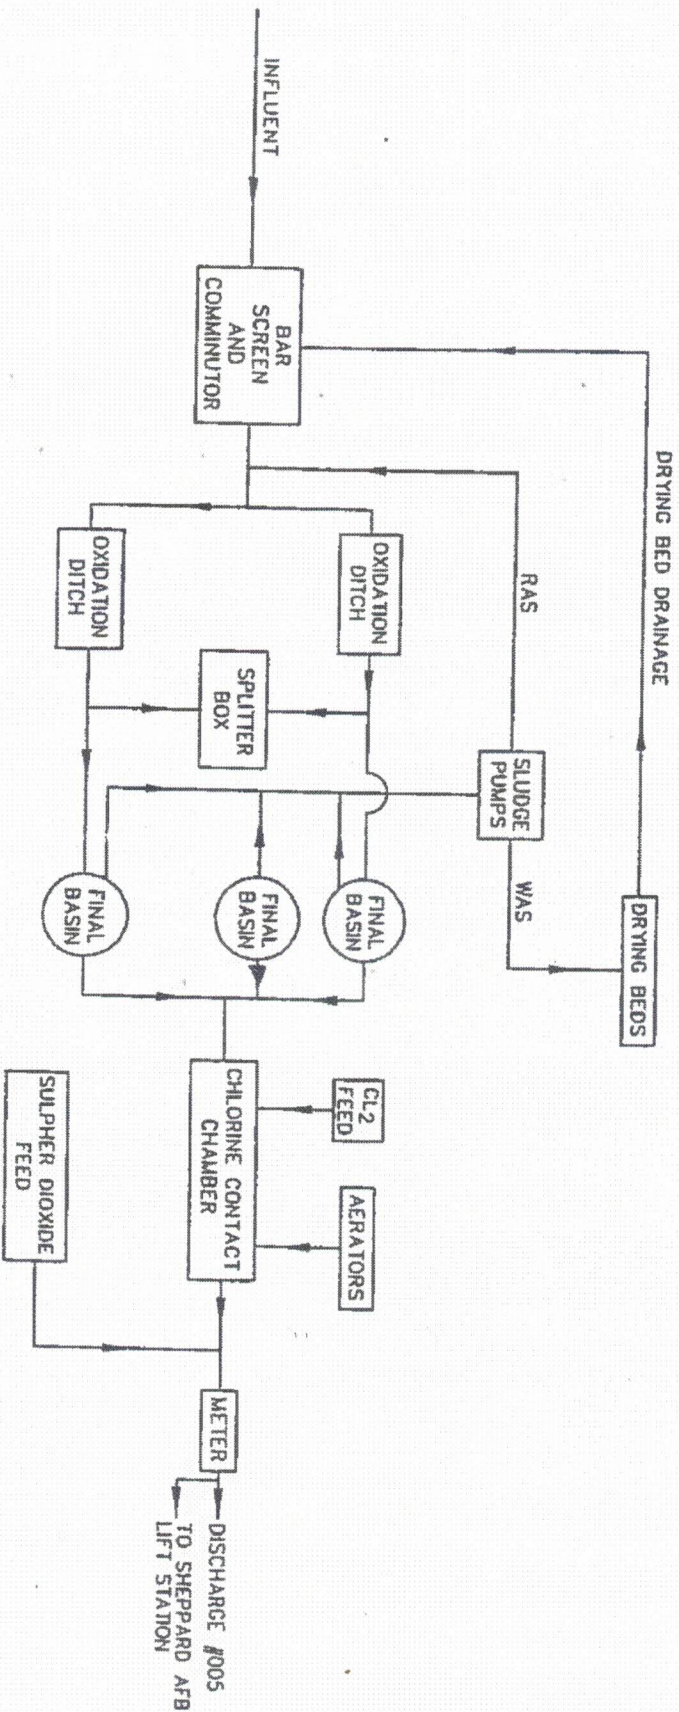 INFLUENT
BAR
SCREEN
AND
COMMINUTOR
DRYING BED DRAINAGE
RAS
OXIDATION
DITCH
OXIDATION
DITCH
SPLITTER
BOX
SLUDGE
PUMPS
WAS
DRYING BEDS
FINAL
BASIN
FINAL
BASIN
FINAL
BASIN
CL2
FEED
AERATORS
CHLORINE CONTACT
CHAMBER
SULPHER DIOXIDE
FEED
METER
DISCHARGE #005
TO SHEPPARD AFB
LIFT STATION